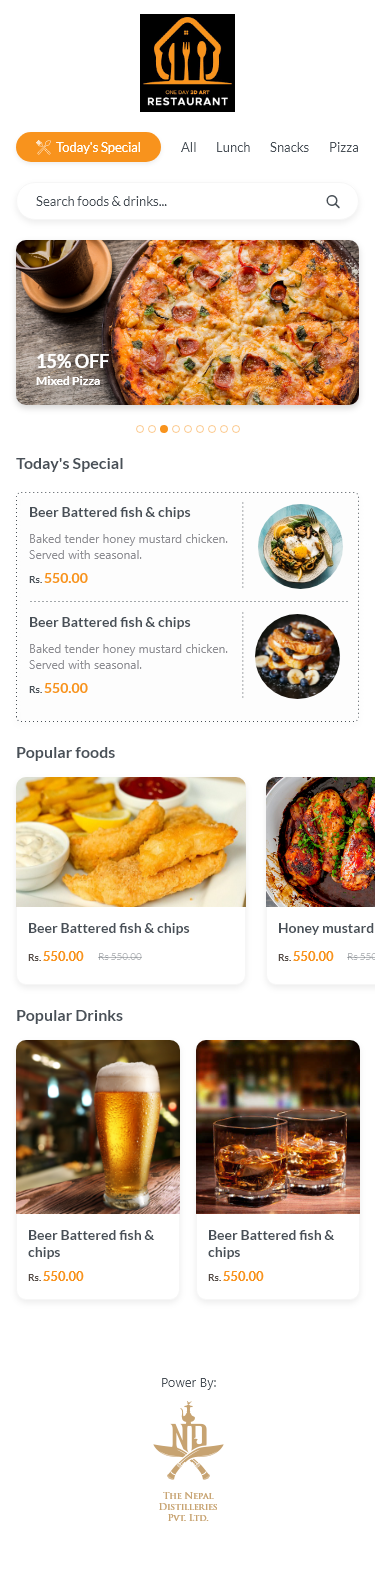 ONE DAY 3D ART
RESTAURANT
Today's Special
All
Lunch
Snacks
Pizza
Search foods & drinks...
15% OFF
Mixed Pizza
Today's Special
Beer Battered fish & chips
Baked tender honey mustard chicken.
Served with seasonal.
Rs. 550.00
Beer Battered fish & chips
Baked tender honey mustard chicken.
Served with seasonal.
Rs. 550.00
Popular foods
Beer Battered fish & chips
Rs. 550.00 Rs 550.00
Honey mustard
Rs. 550.00 Rs 550
Popular Drinks
Beer Battered fish &
chips
Rs. 550.00
Beer Battered fish &
chips
Rs. 550.00
Power By:
ND
The Nepal
Distilleries
Pvt. Ltd.